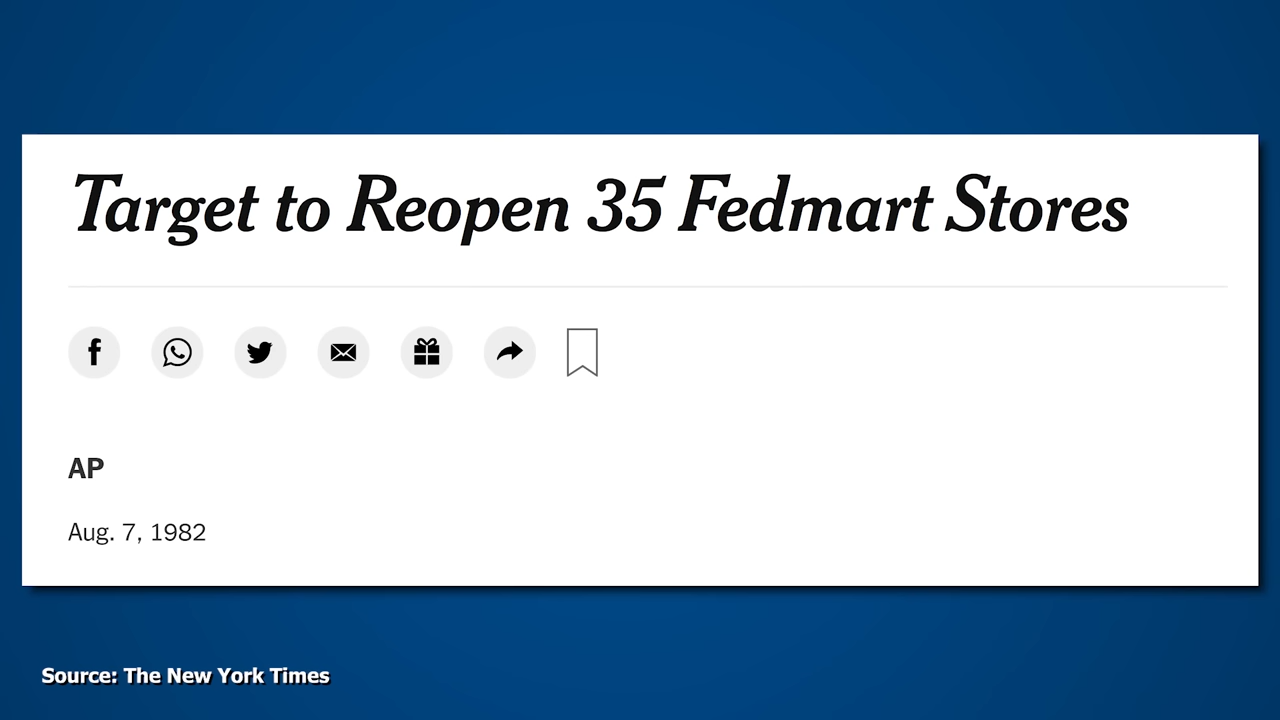 Target to Reopen 35 Fedmart Stores
AP
Aug. 7, 1982
Source: The New York Times